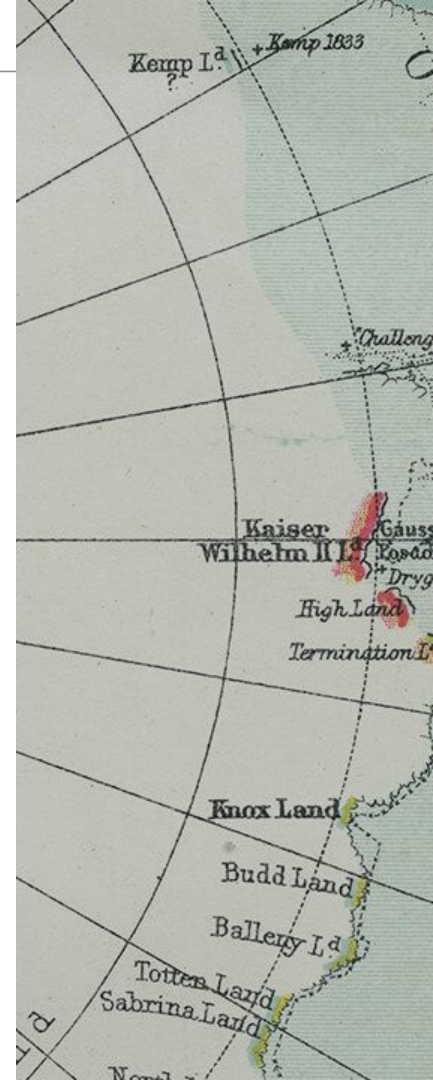 Kemp 1833
Kemp Lᵈ.
?
Kaiser
Wilhelm II Lᵈ.
High Land
Knox Land
Budd Land
Balleny Lᵈ
Totten Land
Sabrina Land